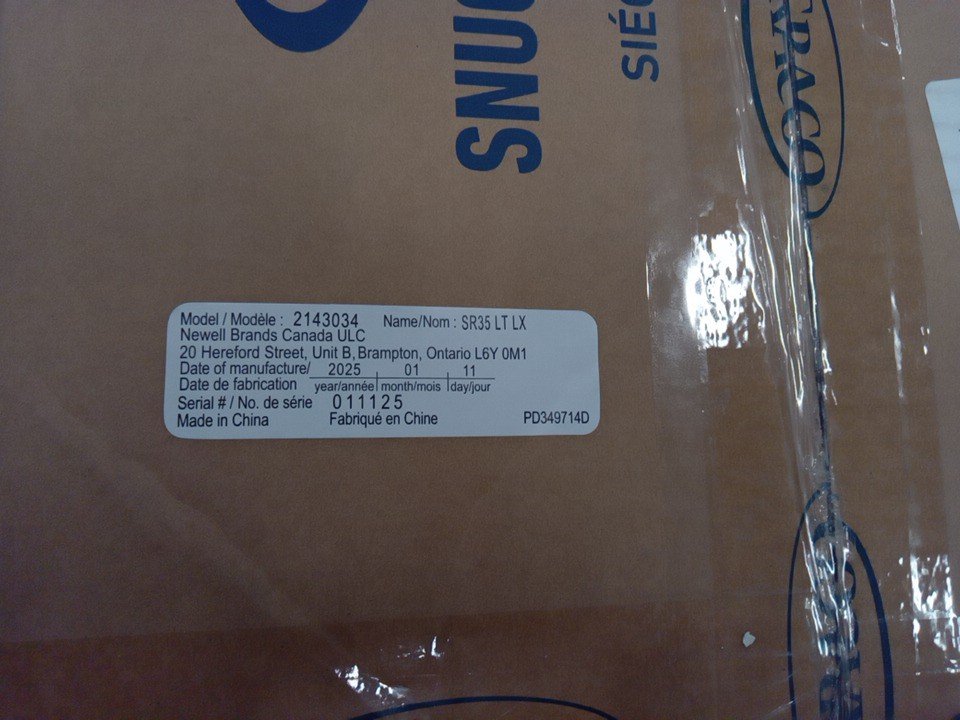 SNUG
SIÉG
GRACO
Model / Modèle : 2143034 Name/Nom : SR35 LT LX
Newell Brands Canada ULC
20 Hereford Street, Unit B, Brampton, Ontario L6Y 0M1
Date of manufacture/ 2025 01 11
Date de fabrication year/année month/mois day/jour
Serial # / No. de série 011125
Made in China Fabriqué en Chine PD349714D